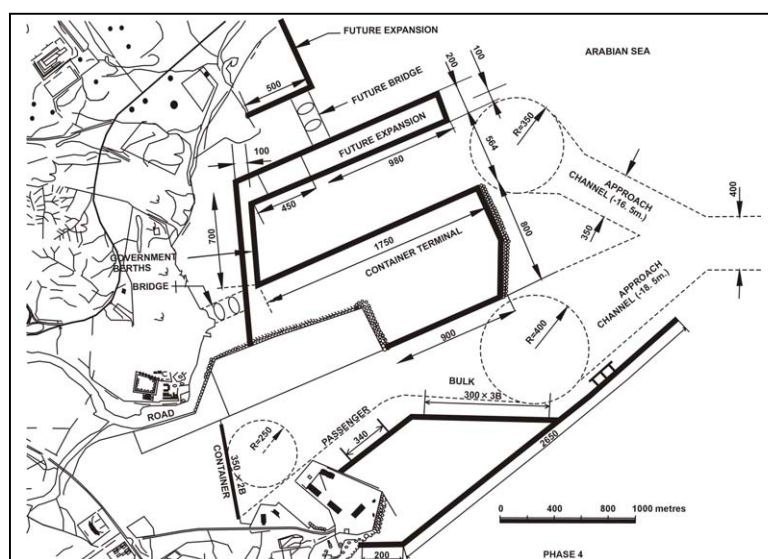 FUTURE EXPANSION
ARABIAN SEA
FUTURE BRIDGE
500
200
100
FUTURE EXPANSION
R=350
100
980
564
APPROACH
CHANNEL (-16. 5m.)
400
450
700
1750
CONTAINER TERMINAL
800
350
GOVERNMENT
BERTHS
BRIDGE
APPROACH
CHANNEL (-18. 5m.)
R=400
900
BULK
300 × 3B
ROAD
PASSENGER
340
R=250
CONTAINER
350 × 2B
2650
0 400 800 1000 metres
200
PHASE 4